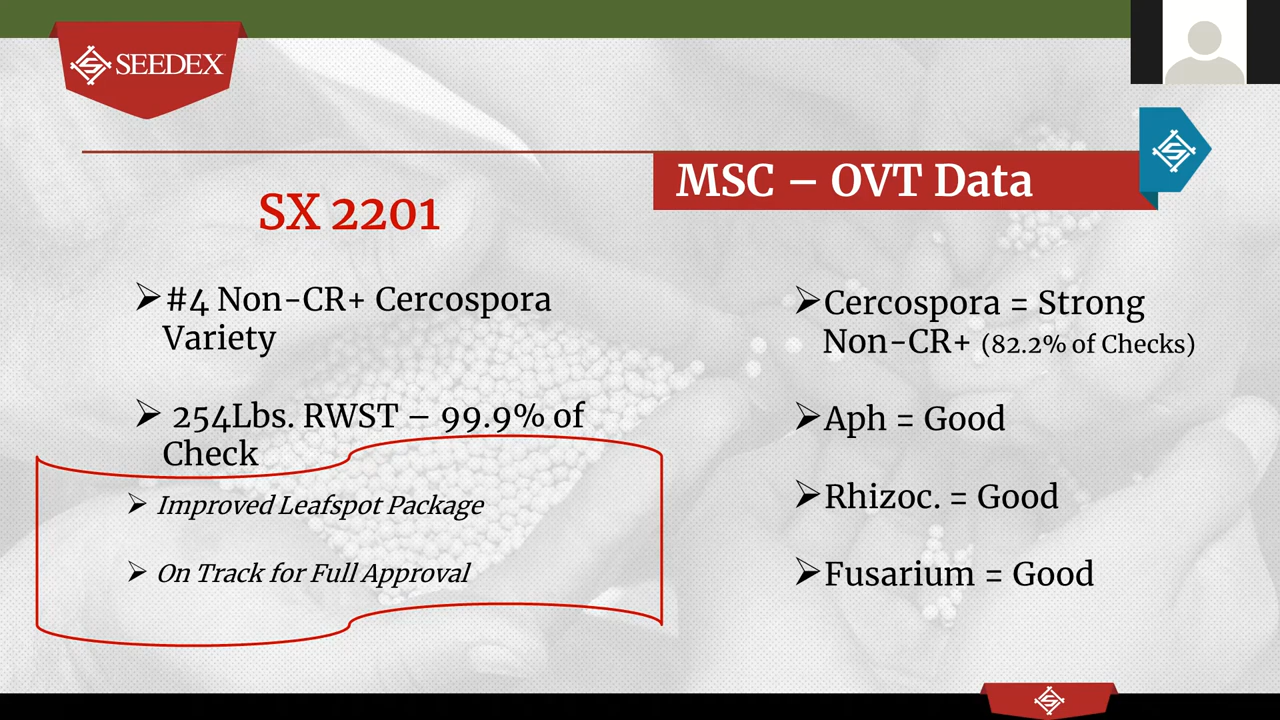 SEEDEX
MSC – OVT Data
SX 2201
➢#4 Non-CR+ Cercospora
Variety
➢ 254Lbs. RWST – 99.9% of
Check
➢ Improved Leafspot Package
➢ On Track for Full Approval
➢Cercospora = Strong
Non-CR+ (82.2% of Checks)
➢Aph = Good
➢Rhizoc. = Good
➢Fusarium = Good